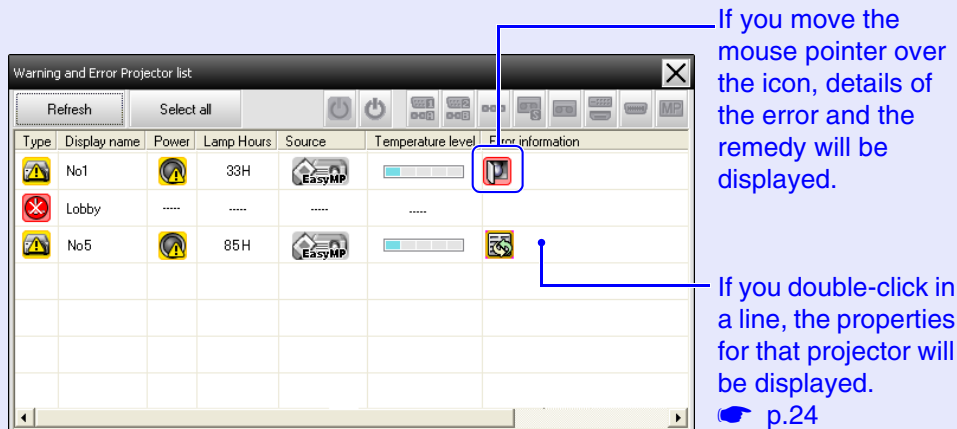 If you move the
mouse pointer over
the icon, details of
the error and the
remedy will be
displayed.
Warning and Error Projector list
Refresh Select all MP
Type Display name Power Lamp Hours Source Temperature level Error information
No1 33H EasyMP
Lobby ----- ----- ----- -----
No5 85H EasyMP
If you double-click in
a line, the properties
for that projector will
be displayed.
☛ p.24